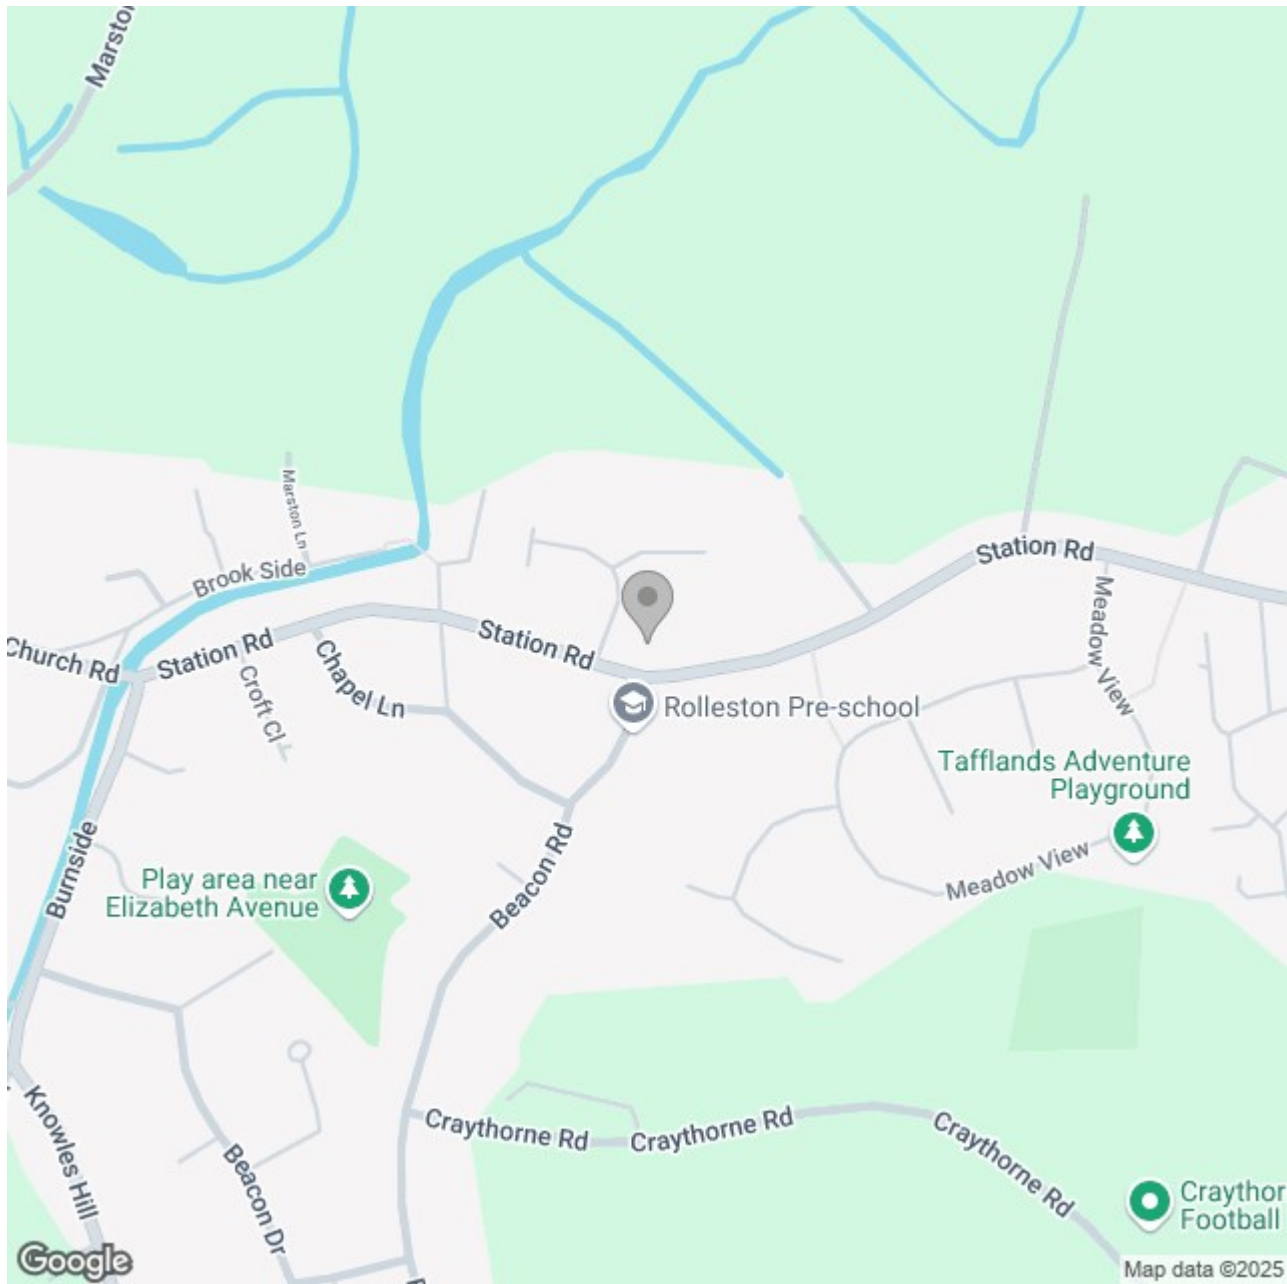 Marston
Marston Ln
Brook Side
Station Rd
Meadow View
Church Rd
Station Rd
Croft Cl
Chapel Ln
Station Rd
Rolleston Pre-school
Tafflands Adventure
Playground
Burnside
Play area near
Elizabeth Avenue
Beacon Rd
Meadow View
Knowles Hill
Beacon Dr
Craythorne Rd
Craythorne Rd
Craythorne Rd
Craythor
Football
Google
Map data ©2025